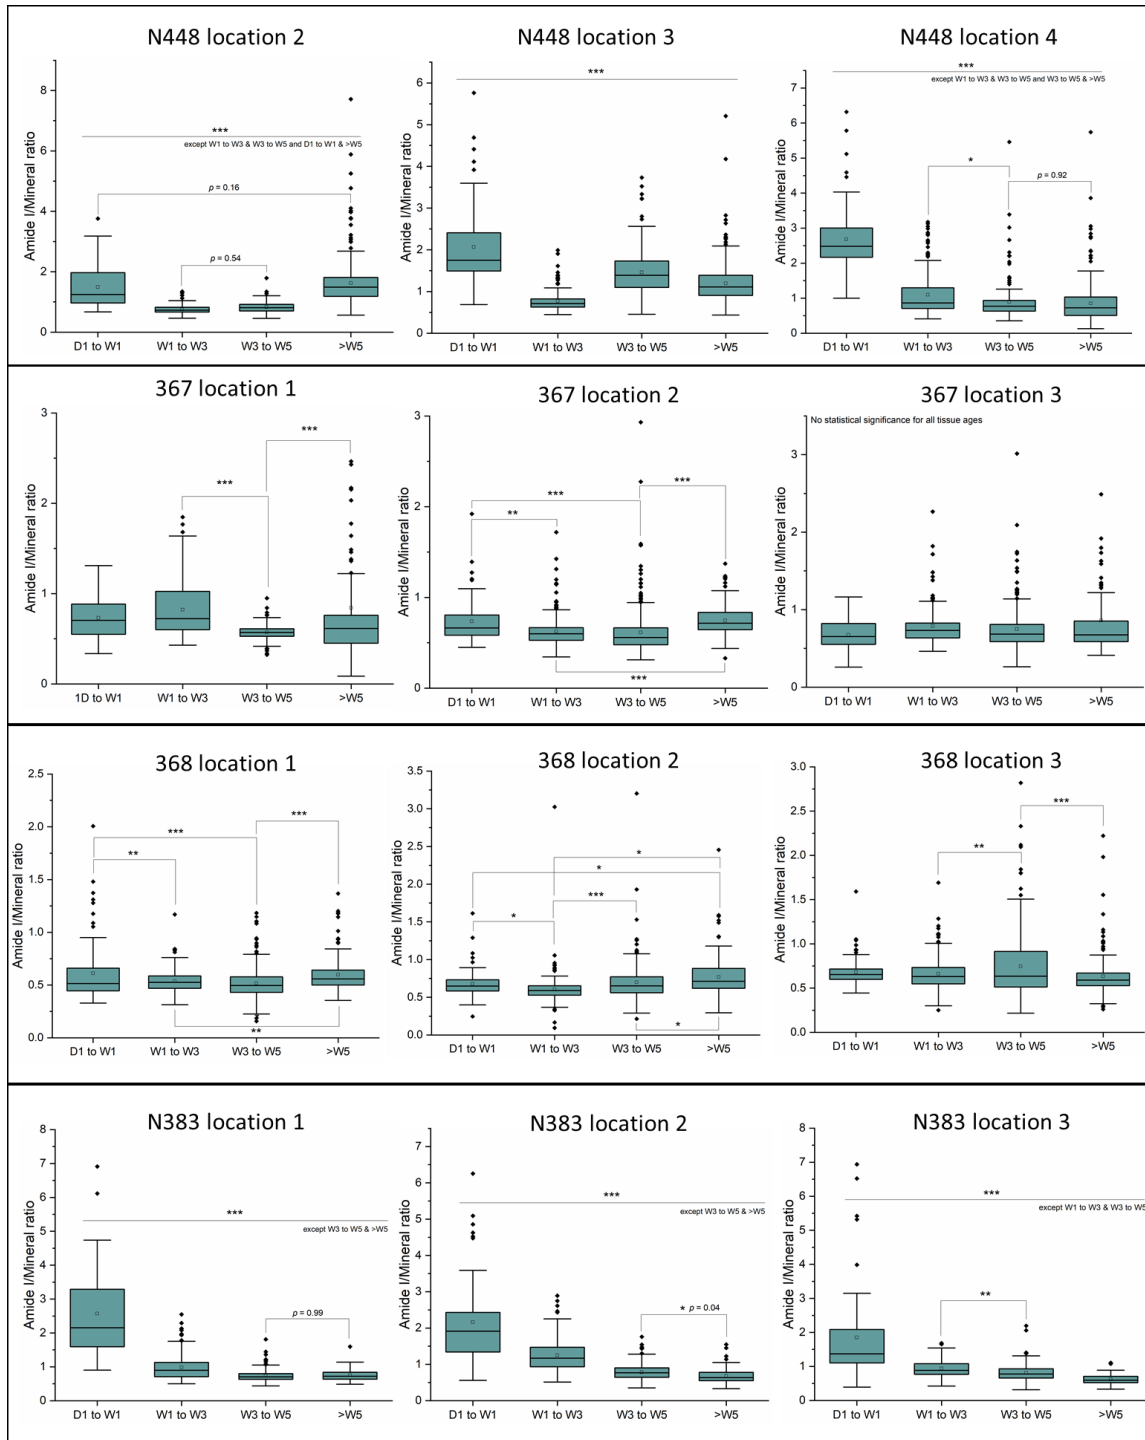 N448 location 2
Amide I/Mineral ratio
8
6
4
2
0
***
except W1 to W3 & W3 to W5 and D1 to W1 & >W5
p = 0.16
p = 0.54
D1 to W1 W1 to W3 W3 to W5 >W5
N448 location 3
Amide I/Mineral ratio
6
5
4
3
2
1
0
***
D1 to W1 W1 to W3 W3 to W5 >W5
N448 location 4
Amide I/Mineral ratio
7
6
5
4
3
2
1
0
***
except W1 to W3 & W3 to W5 and W3 to W5 & >W5
*
p = 0.92
D1 to W1 W1 to W3 W3 to W5 >W5
367 location 1
Amide I/Mineral ratio
3
2
1
0
***
***
1D to W1 W1 to W3 W3 to W5 >W5
367 location 2
Amide I/Mineral ratio
3
2
1
0
***
***
**
***
D1 to W1 W1 to W3 W3 to W5 >W5
367 location 3
No statistical significance for all tissue ages
Amide I/Mineral ratio
3
2
1
0
D1 to W1 W1 to W3 W3 to W5 >W5
368 location 1
Amide I/Mineral ratio
2.5
2.0
1.5
1.0
0.5
0.0
***
***
**
**
D1 to W1 W1 to W3 W3 to W5 >W5
368 location 2
Amide I/Mineral ratio
3.5
3.0
2.5
2.0
1.5
1.0
0.5
0.0
*
*
***
*
*
D1 to W1 W1 to W3 W3 to W5 >W5
368 location 3
Amide I/Mineral ratio
3.0
2.5
2.0
1.5
1.0
0.5
0.0
***
**
D1 to W1 W1 to W3 W3 to W5 >W5
N383 location 1
Amide I/Mineral ratio
8
7
6
5
4
3
2
1
0
***
except W3 to W5 & >W5
p = 0.99
D1 to W1 W1 to W3 W3 to W5 >W5
N383 location 2
Amide I/Mineral ratio
7
6
5
4
3
2
1
0
***
except W3 to W5 & >W5
* p = 0.04
D1 to W1 W1 to W3 W3 to W5 >W5
N383 location 3
Amide I/Mineral ratio
8
7
6
5
4
3
2
1
0
***
except W1 to W3 & W3 to W5
**
D1 to W1 W1 to W3 W3 to W5 >W5